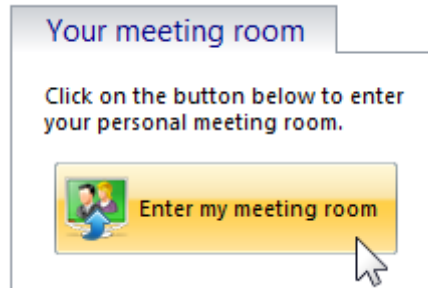 Your meeting room
Click on the button below to enter
your personal meeting room.
Enter my meeting room